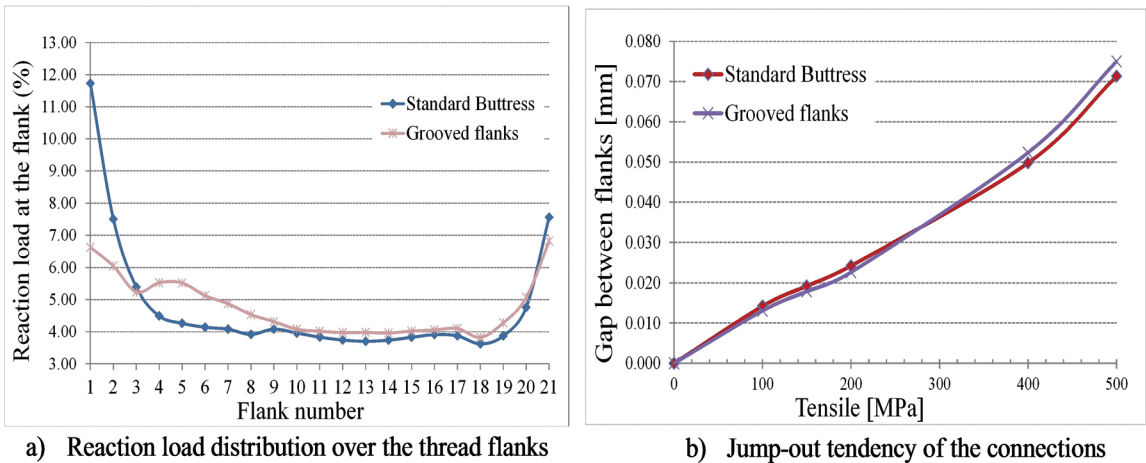 13.00
12.00
11.00
10.00
9.00
8.00
7.00
6.00
5.00
4.00
3.00
Reaction load at the flank (%)
Standard Buttress
Grooved flanks
1 2 3 4 5 6 7 8 9 10 11 12 13 14 15 16 17 18 19 20 21
Flank number
a) Reaction load distribution over the thread flanks
0.080
0.070
0.060
0.050
0.040
0.030
0.020
0.010
0.000
Gap between flanks [mm]
Standard Buttress
Grooved flanks
0 100 200 300 400 500
Tensile [MPa]
b) Jump-out tendency of the connections